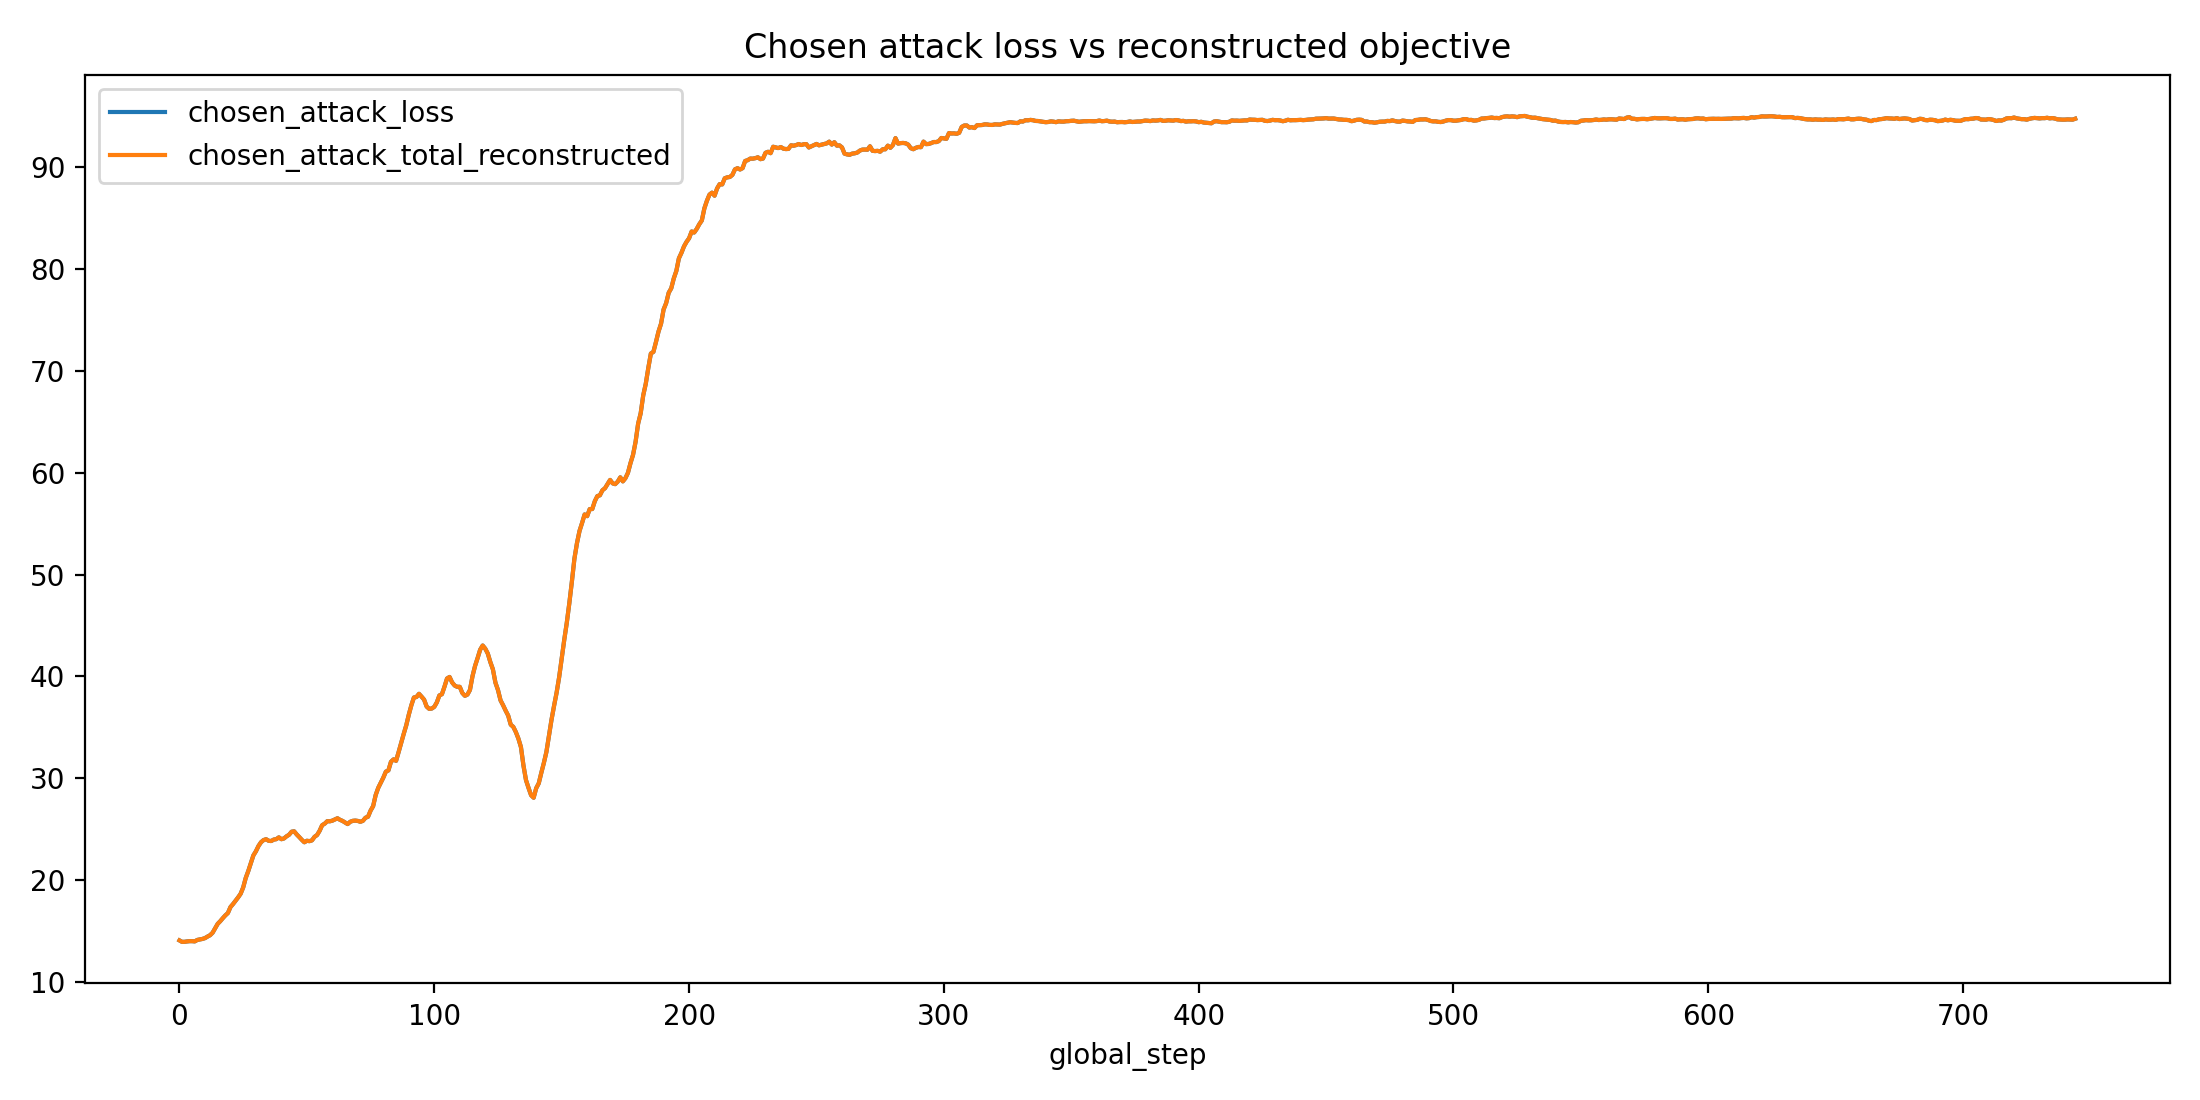 Chosen attack loss vs reconstructed objective
chosen_attack_loss
chosen_attack_total_reconstructed
90
80
70
60
50
40
30
20
10
0 100 200 300 400 500 600 700
global_step